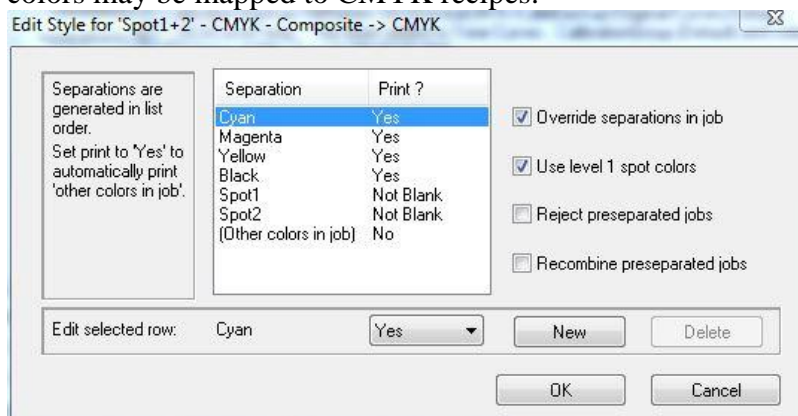 colors may be mapped to CMYK recipes.
Edit Style for 'Spot1+2' - CMYK - Composite -> CMYK
Separations are
generated in list
order.
Set print to 'Yes' to
automatically print
'other colors in job'.
Separation Print ?
Cyan Yes
Magenta Yes
Yellow Yes
Black Yes
Spot1 Not Blank
Spot2 Not Blank
(Other colors in job) No
Override separations in job
Use level 1 spot colors
Reject preseparated jobs
Recombine preseparated jobs
Edit selected row: Cyan Yes New Delete
OK Cancel